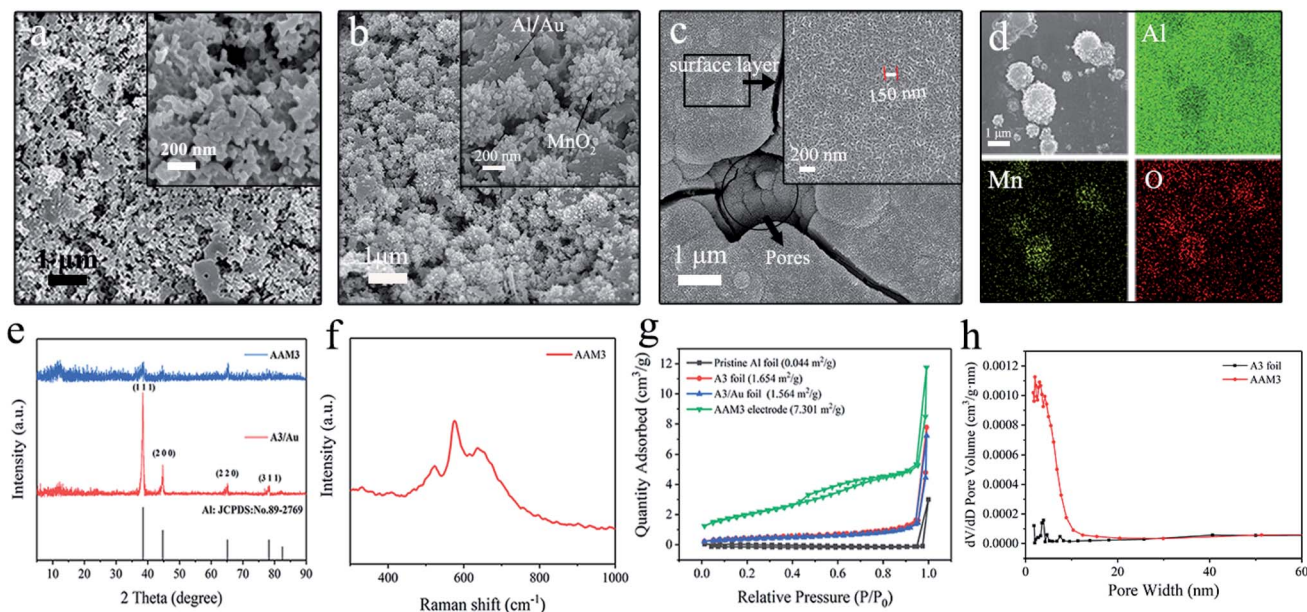 a
200 nm
1 μm
b
Al/Au
MnO2
200 nm
1μm
c
surface layer
150 nm
200 nm
1 μm
Pores
d
1 μm
Al
Mn
O
e
AAM3
(1 1 1)
A3/Au
(2 0 0)
(2 2 0)
(3 1 1)
Al: JCPDS:No.89-2769
Intensity (a.u.)
10 20 30 40 50 60 70 80 90
2 Theta (degree)
f
AAM3
Intensity (a.u.)
400 600 800 1000
Raman shift (cm-1)
g
Pristine Al foil (0.044 m2/g)
A3 foil (1.654 m2/g)
A3/Au foil (1.564 m2/g)
AAM3 electrode (7.301 m2/g)
Quantity Adsorbed (cm3/g)
12
10
8
6
4
2
0
0.0 0.2 0.4 0.6 0.8 1.0
Relative Pressure (P/P0)
h
A3 foil
AAM3
dV/dD Pore Volume (cm3/g·nm)
0.0012
0.0010
0.0008
0.0006
0.0004
0.0002
0.0000
0 10 20 30 40 50 60
Pore Width (nm)